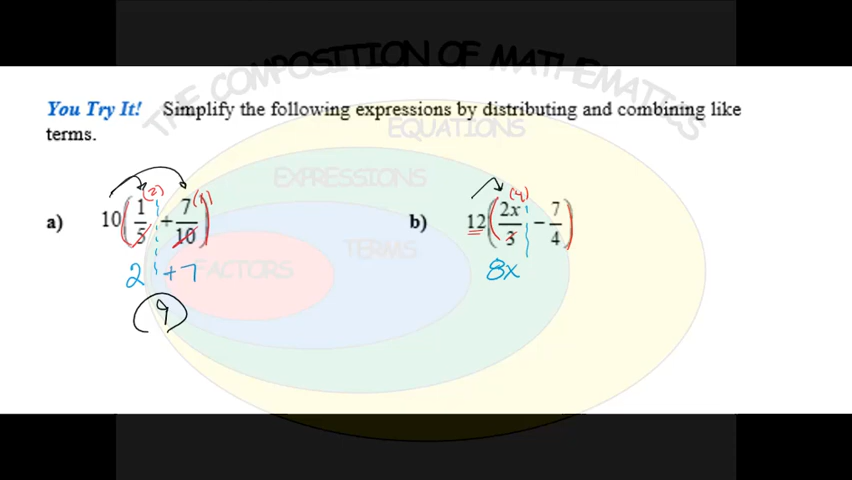 THE COMPOSITION OF MATHEMATICS
You Try It! Simplify the following expressions by distributing and combining like
terms.
EQUATIONS
EXPRESSIONS
TERMS
FACTORS
a) 10(1/5 (2) + 7/10 (1))
2 + 7
9
b) 12(2x/3 (4) − 7/4)
8x